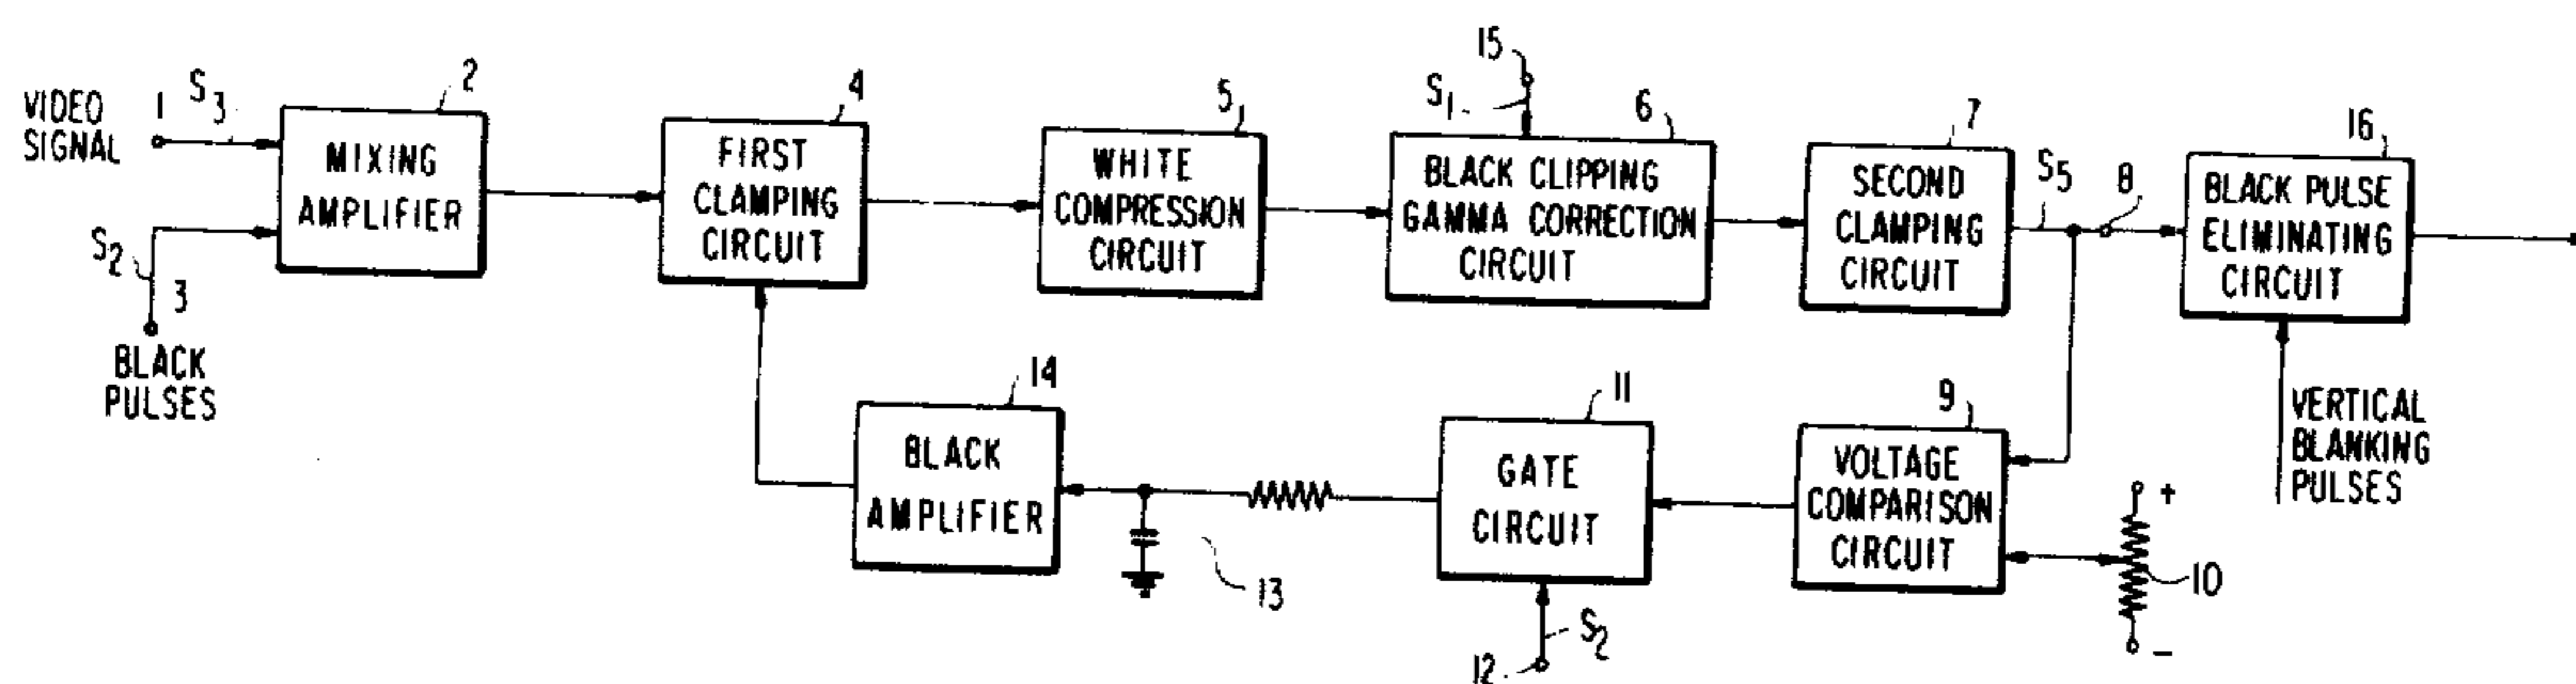 VIDEO
SIGNAL
1
S3
S2
3
BLACK
PULSES
2
MIXING
AMPLIFIER
4
FIRST
CLAMPING
CIRCUIT
5
WHITE
COMPRESSION
CIRCUIT
15
S1
6
BLACK CLIPPING
GAMMA CORRECTION
CIRCUIT
7
SECOND
CLAMPING
CIRCUIT
S5
8
16
BLACK PULSE
ELIMINATING
CIRCUIT
VERTICAL
BLANKING
PULSES
14
BLACK
AMPLIFIER
13
11
GATE
CIRCUIT
12
S2
9
VOLTAGE
COMPARISON
CIRCUIT
+
10
−